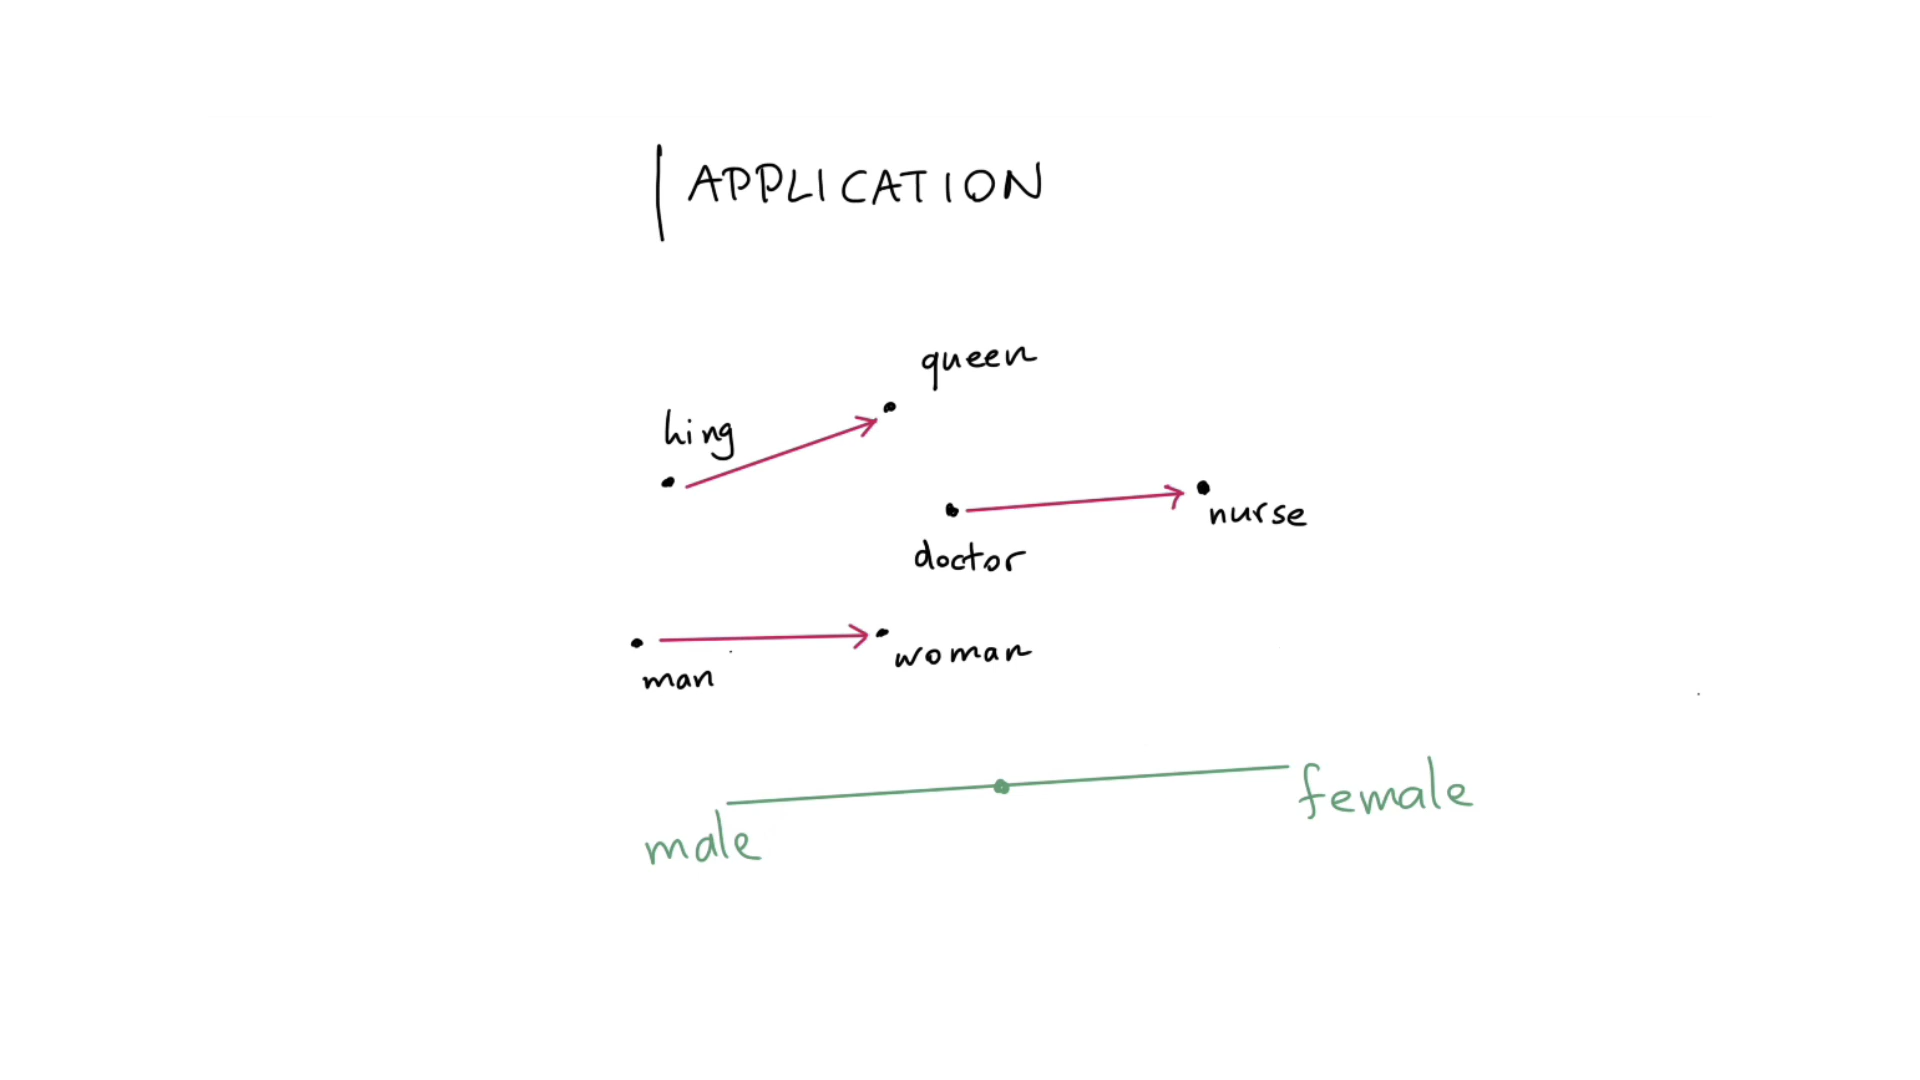 APPLICATION
queen
king
nurse
doctor
woman
man
female
male